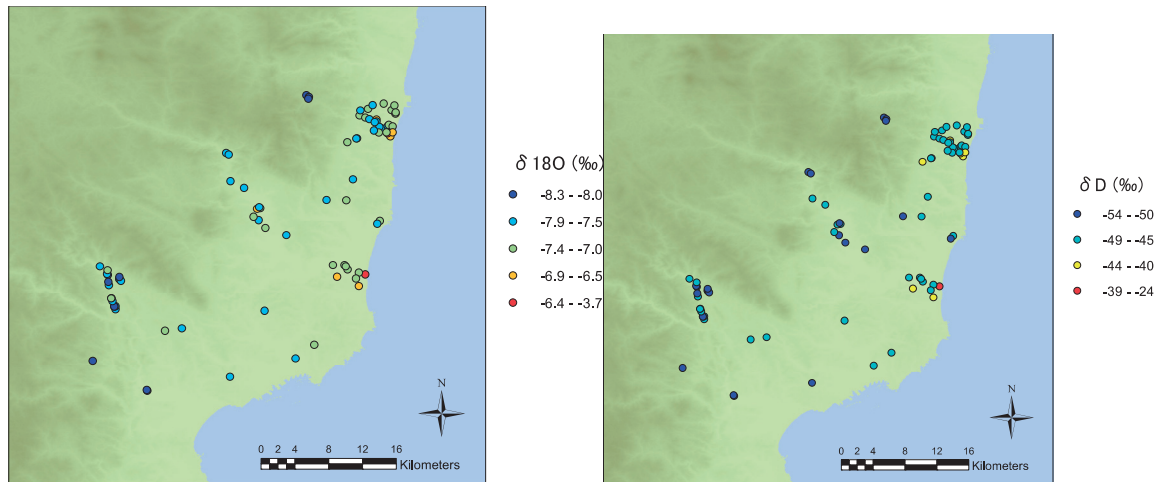 N
0 2 4 8 12 16
Kilometers
δ 18O (‰)
-8.3 - -8.0
-7.9 - -7.5
-7.4 - -7.0
-6.9 - -6.5
-6.4 - -3.7
N
0 2 4 8 12 16
Kilometers
δ D (‰)
-54 - -50
-49 - -45
-44 - -40
-39 - -24